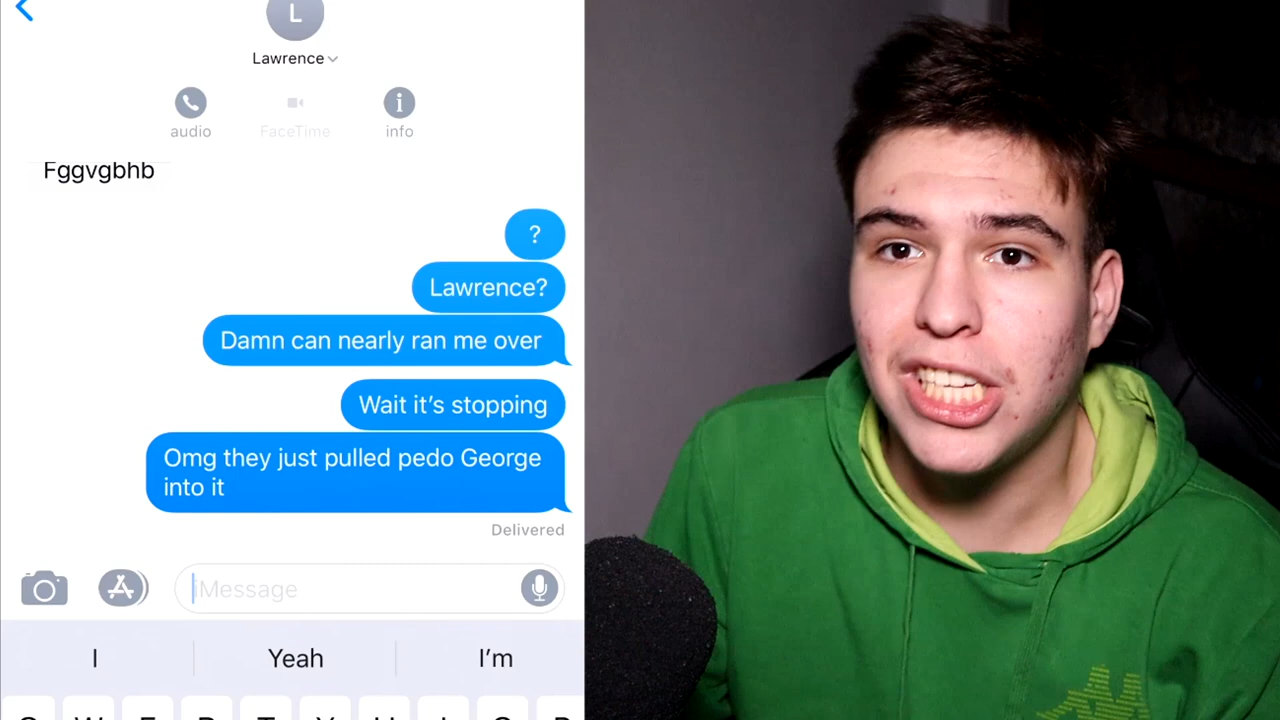 L
Lawrence
audio
FaceTime
info
Fggvgbhb
?
Lawrence?
Damn can nearly ran me over
Wait it’s stopping
Omg they just pulled pedo George
into it
Delivered
iMessage
I
Yeah
I’m